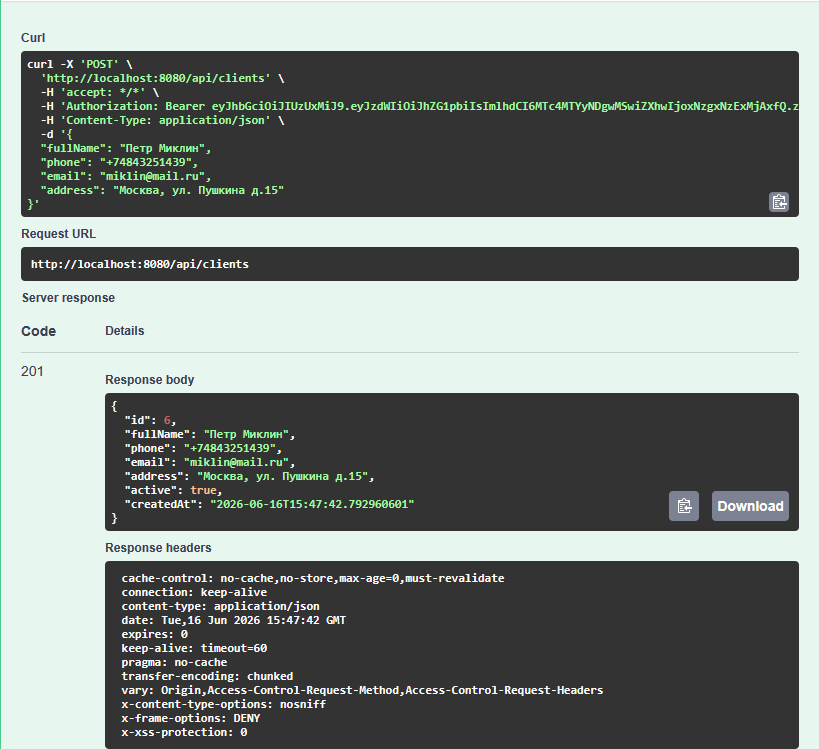 Curl
curl -X 'POST' \
'http://localhost:8080/api/clients' \
-H 'accept: */*' \
-H 'Authorization: Bearer eyJhbGciOiJIUzUxMiJ9.eyJzdWIiOiJhZG1pbiIsImlhdCI6MTc4MTYyNDgwMSwiZXhwIjoxNzgxNzExMjAxfQ.z
-H 'Content-Type: application/json' \
-d '{
"fullName": "Петр Миклин",
"phone": "+74843251439",
"email": "miklin@mail.ru",
"address": "Москва, ул. Пушкина д.15"
}'
Request URL
http://localhost:8080/api/clients
Server response
Code Details
201
Response body
{
"id": 6,
"fullName": "Петр Миклин",
"phone": "+74843251439",
"email": "miklin@mail.ru",
"address": "Москва, ул. Пушкина д.15",
"active": true,
"createdAt": "2026-06-16T15:47:42.792960601"
}
Download
Response headers
cache-control: no-cache,no-store,max-age=0,must-revalidate
connection: keep-alive
content-type: application/json
date: Tue,16 Jun 2026 15:47:42 GMT
expires: 0
keep-alive: timeout=60
pragma: no-cache
transfer-encoding: chunked
vary: Origin,Access-Control-Request-Method,Access-Control-Request-Headers
x-content-type-options: nosniff
x-frame-options: DENY
x-xss-protection: 0